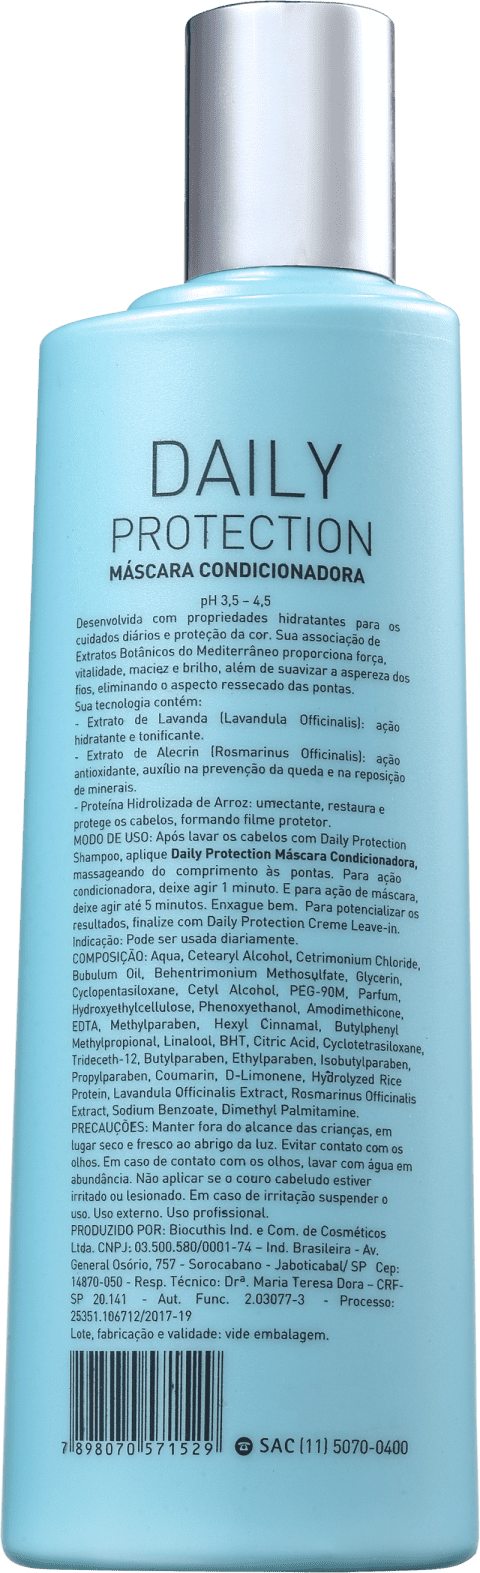 DAILY
PROTECTION
MÁSCARA CONDICIONADORA
pH 3,5 – 4,5
Desenvolvida com propriedades hidratantes para os
cuidados diários e proteção da cor. Sua associação de
Extratos Botânicos do Mediterrâneo proporciona força,
vitalidade, maciez e brilho, além de suavizar a aspereza dos
fios, eliminando o aspecto ressecado das pontas.
Sua tecnologia contém:
- Extrato de Lavanda (Lavandula Officinalis): ação
hidratante e tonificante.
- Extrato de Alecrin (Rosmarinus Officinalis): ação
antioxidante, auxílio na prevenção da queda e na reposição
de minerais.
- Proteína Hidrolizada de Arroz: umectante, restaura e
protege os cabelos, formando filme protetor.
MODO DE USO: Após lavar os cabelos com Daily Protection
Shampoo, aplique Daily Protection Máscara Condicionadora,
massageando do comprimento às pontas. Para ação
condicionadora, deixe agir 1 minuto. E para ação de máscara,
deixe agir até 5 minutos. Enxague bem. Para potencializar os
resultados, finalize com Daily Protection Creme Leave-in.
Indicação: Pode ser usada diariamente.
COMPOSIÇÃO: Aqua, Cetearyl Alcohol, Cetrimonium Chloride,
Bubulum Oil, Behentrimonium Methosulfate, Glycerin,
Cyclopentasiloxane, Cetyl Alcohol, PEG-90M, Parfum,
Hydroxyethylcellulose, Phenoxyethanol, Amodimethicone,
EDTA, Methylparaben, Hexyl Cinnamal, Butylphenyl
Methylpropional, Linalool, BHT, Citric Acid, Cyclotetrasiloxane,
Trideceth-12, Butylparaben, Ethylparaben, Isobutylparaben,
Propylparaben, Coumarin, D-Limonene, Hydrolyzed Rice
Protein, Lavandula Officinalis Extract, Rosmarinus Officinalis
Extract, Sodium Benzoate, Dimethyl Palmitamine.
PRECAUÇÕES: Manter fora do alcance das crianças, em
lugar seco e fresco ao abrigo da luz. Evitar contato com os
olhos. Em caso de contato com os olhos, lavar com água em
abundância. Não aplicar se o couro cabeludo estiver
irritado ou lesionado. Em caso de irritação suspender o
uso. Uso externo. Uso profissional.
PRODUZIDO POR: Biocuthis Ind. e Com. de Cosméticos
Ltda. CNPJ: 03.500.580/0001-74 – Ind. Brasileira - Av.
General Osório, 757 - Sorocabano - Jaboticabal/ SP Cep:
14870-050 - Resp. Técnico: Drª. Maria Teresa Dora – CRF-
SP 20.141 - Aut. Func. 2.03077-3 - Processo:
25351.106712/2017-19
Lote, fabricação e validade: vide embalagem.
7 898070 571529
SAC (11) 5070-0400